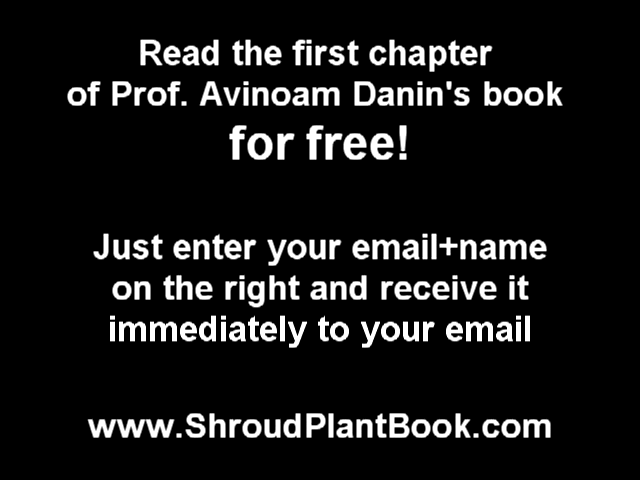 Read the first chapter
of Prof. Avinoam Danin's book
for free!
Just enter your email+name
on the right and receive it
immediately to your email
www.ShroudPlantBook.com